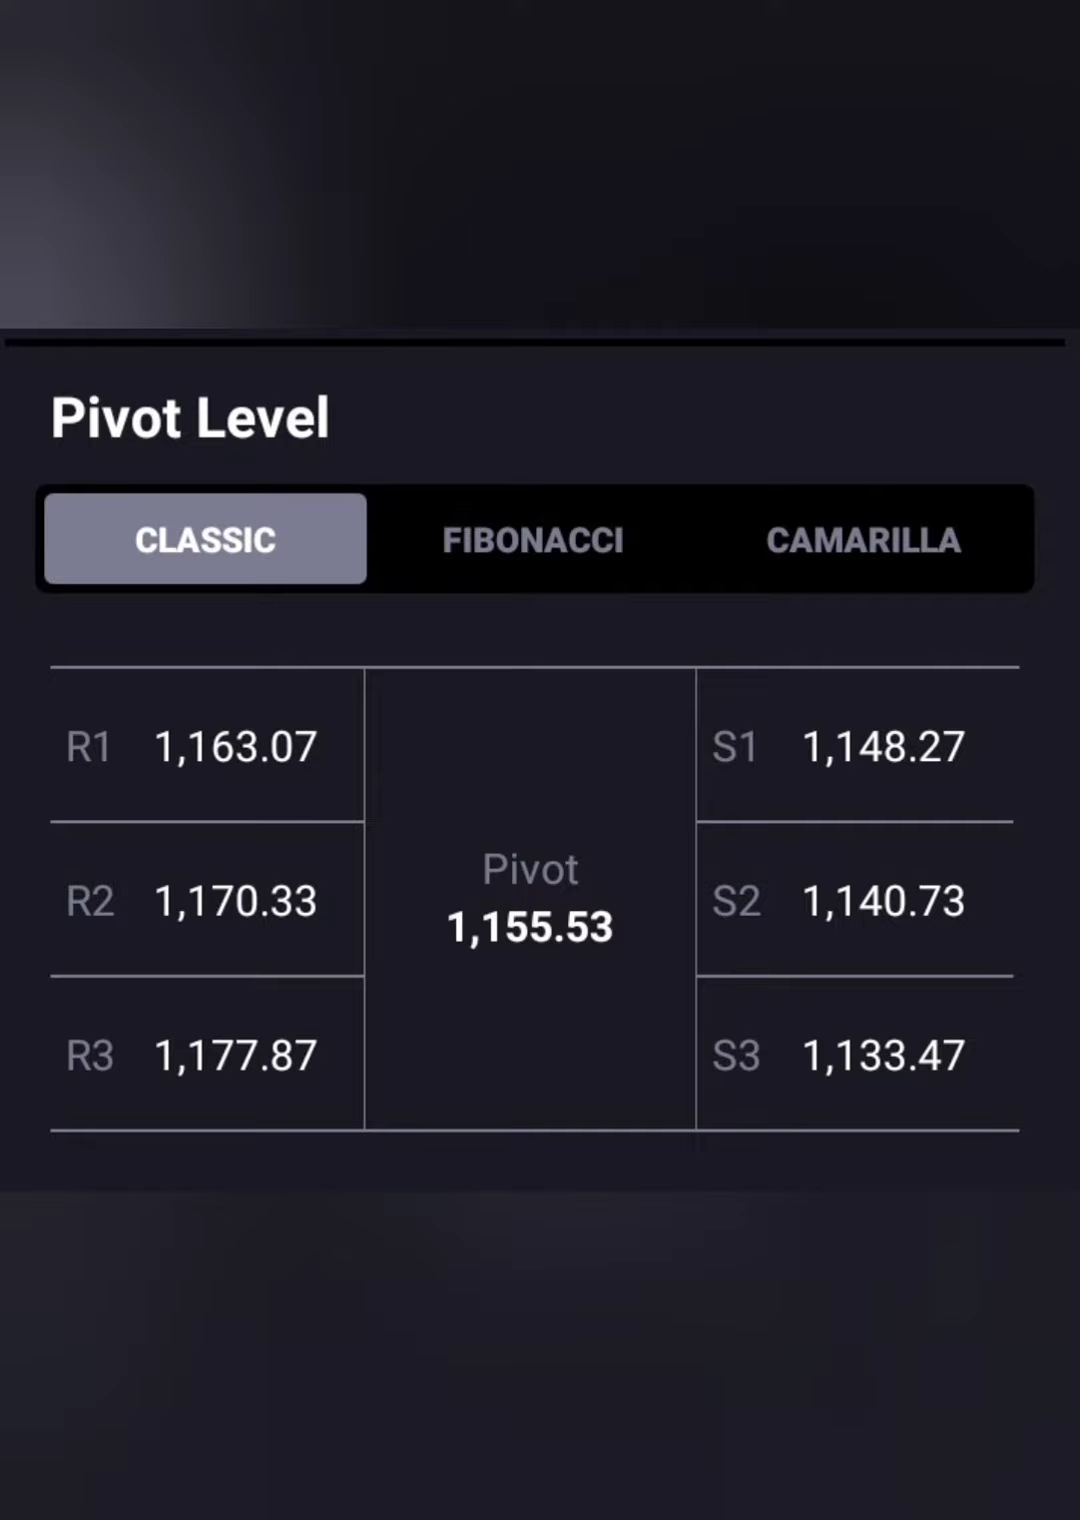 Pivot Level
CLASSIC FIBONACCI CAMARILLA
R1 1,163.07
R2 1,170.33
R3 1,177.87
Pivot
1,155.53
S1 1,148.27
S2 1,140.73
S3 1,133.47